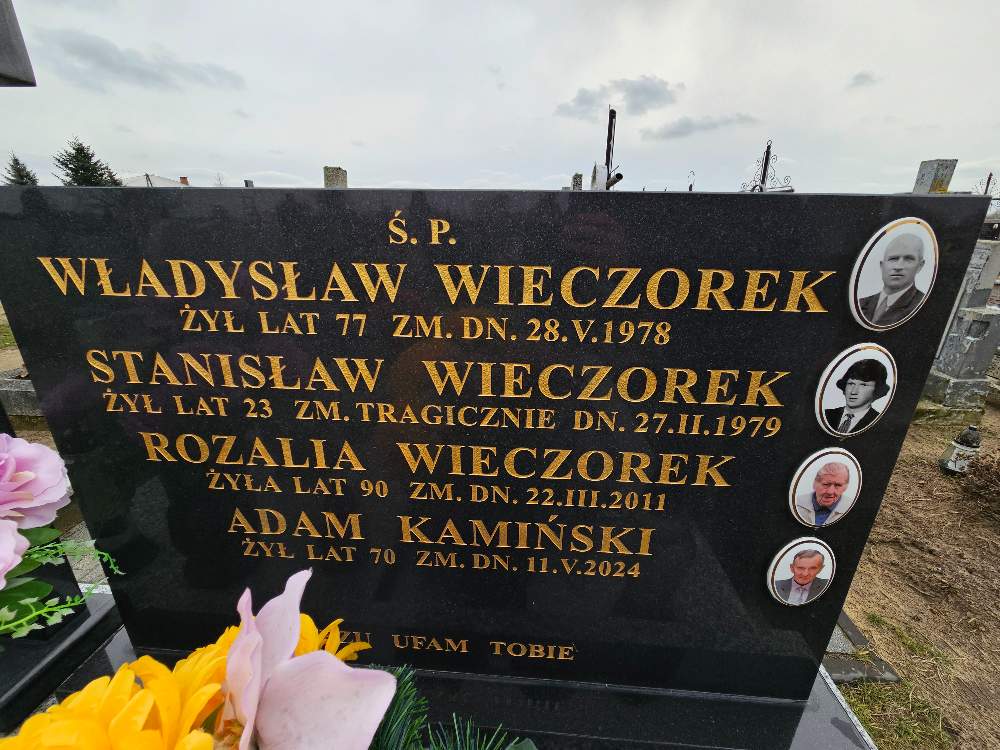 Ś. P.
WŁADYSŁAW WIECZOREK
ŻYŁ LAT 77 ZM. DN. 28.V.1978
STANISŁAW WIECZOREK
ŻYŁ LAT 23 ZM. TRAGICZNIE DN. 27.II.1979
ROZALIA WIECZOREK
ŻYŁA LAT 90 ZM. DN. 22.III.2011
ADAM KAMIŃSKI
ŻYŁ LAT 70 ZM. DN. 11.V.2024
UFAM TOBIE